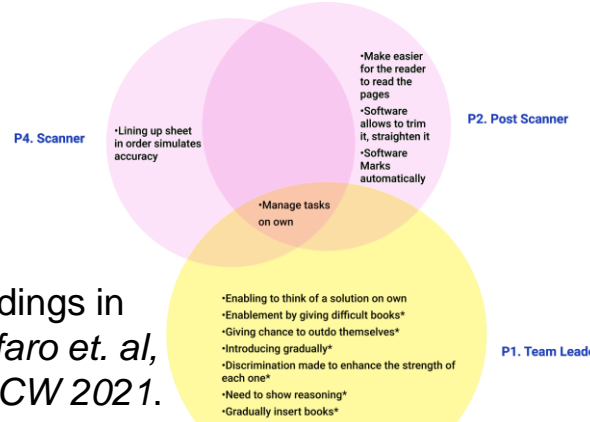 •Make easier
for the reader
to read the
pages
•Software
allows to trim
it, straighten it
•Software
Marks
automatically
P2. Post Scanner
P4. Scanner
•Lining up sheet
in order simulates
accuracy
•Manage tasks
on own
•Enabling to think of a solution on own
•Enablement by giving difficult books*
•Giving chance to outdo themselves*
•Introducing gradually*
•Discrimination made to enhance the strength of
each one*
•Need to show reasoning*
•Gradually insert books*
P1. Team Leade
dings in
faro et. al,
CW 2021.